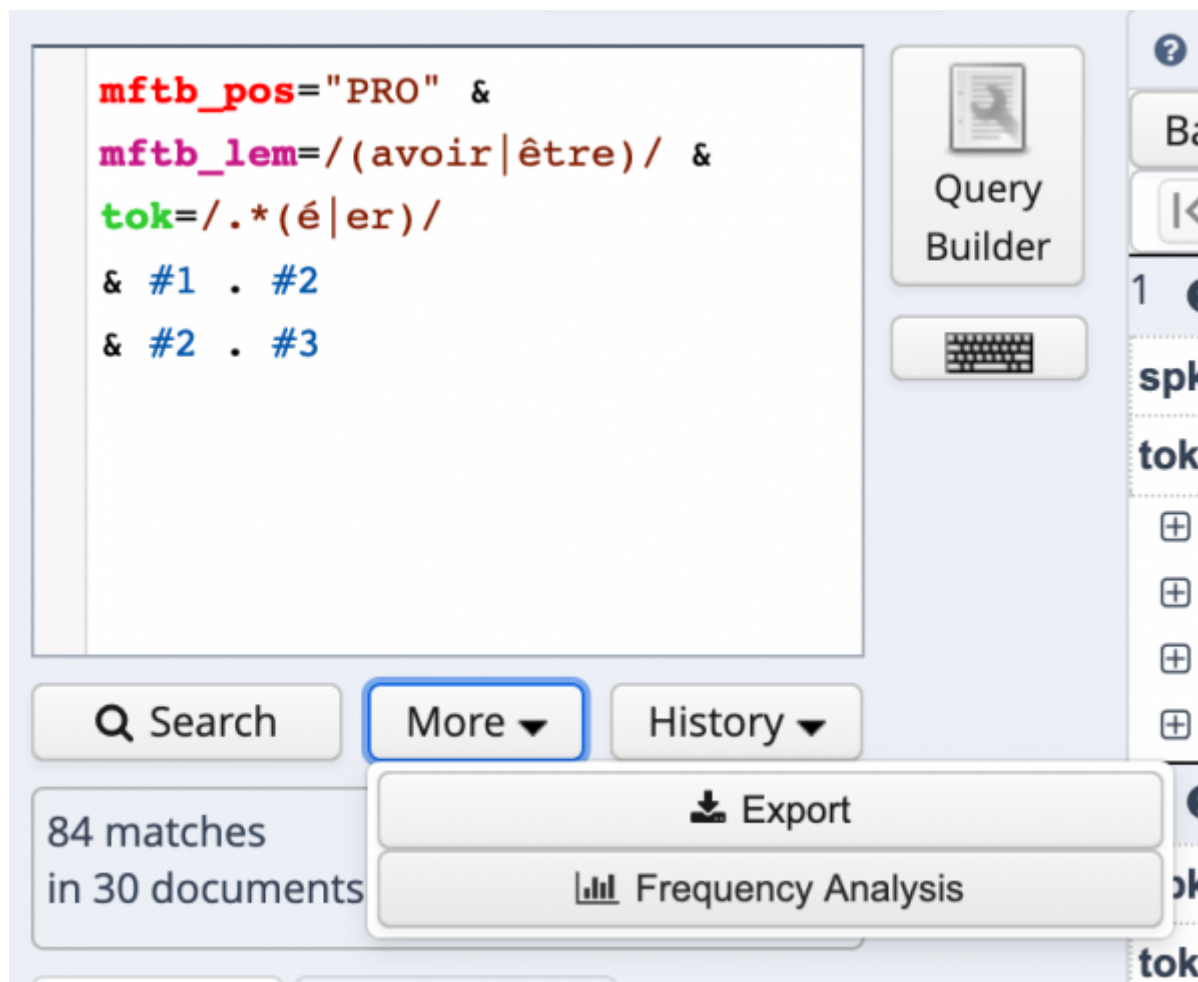 mftb_pos="PRO" &
mftb_lem=/(avoir|être)/ &
tok=/.*(é|er)/
& #1 . #2
& #2 . #3
Query
Builder
Search
More
History
Export
Frequency Analysis
84 matches
in 30 documents
1
tok
tok